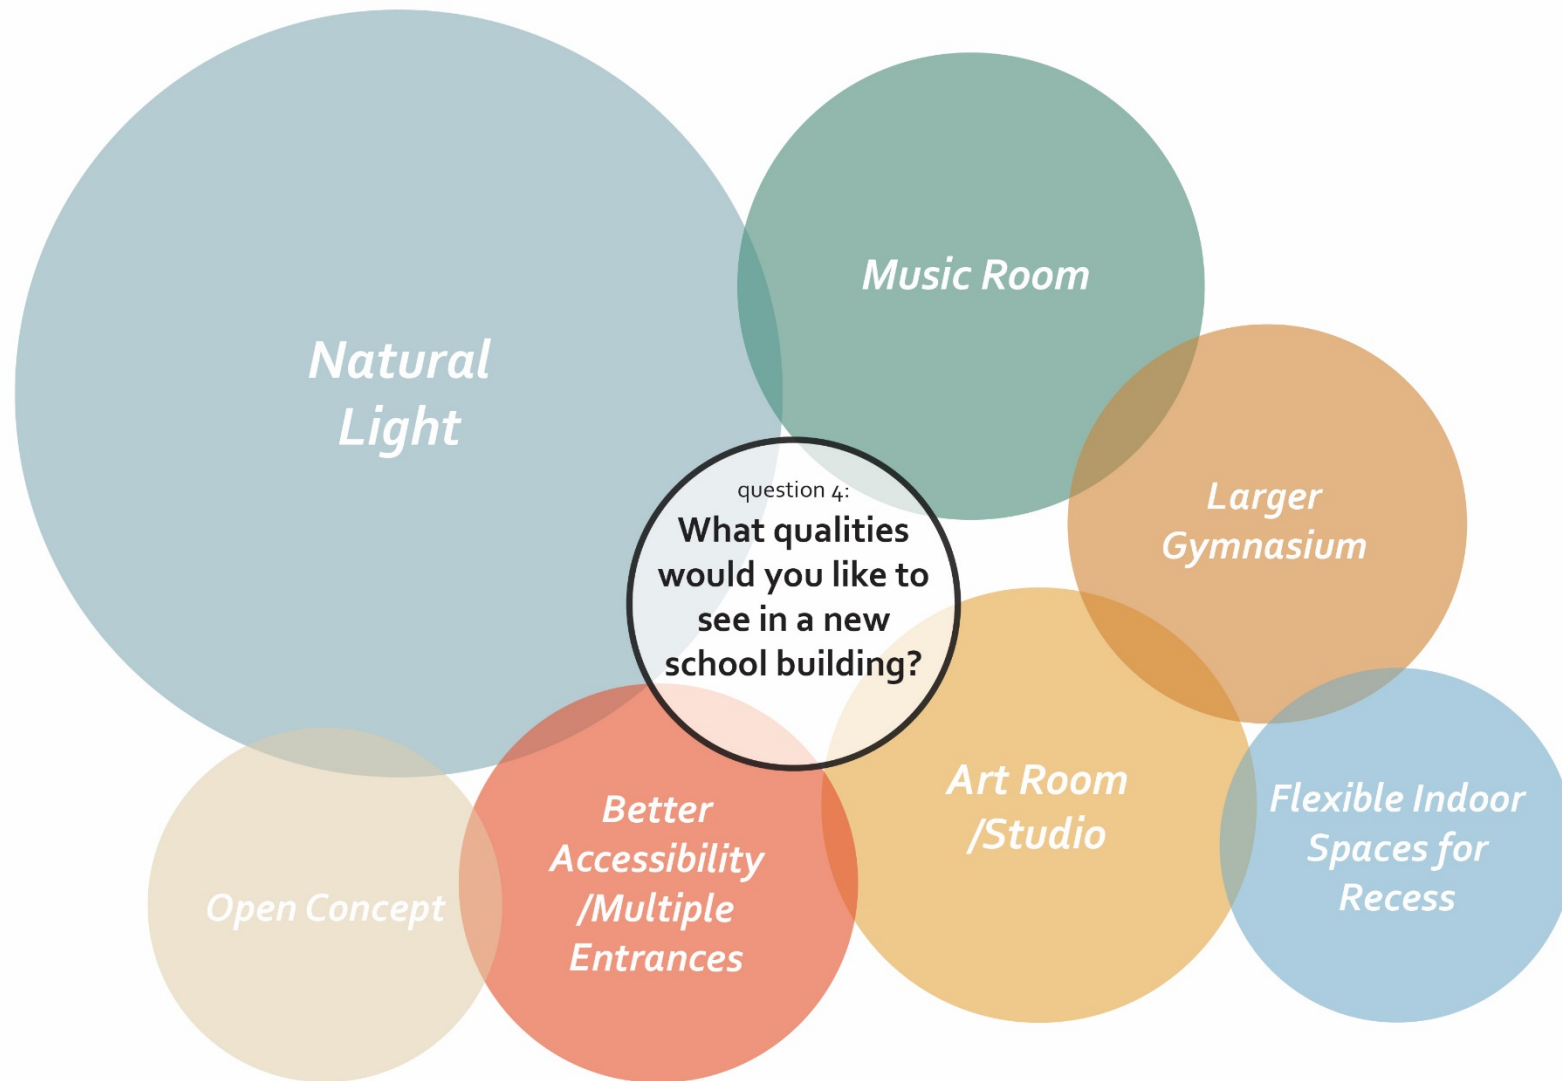 Natural
Light
Music Room
Larger
Gymnasium
question 4:
What qualities
would you like to
see in a new
school building?
Open Concept
Better
Accessibility
/Multiple
Entrances
Art Room
/Studio
Flexible Indoor
Spaces for
Recess